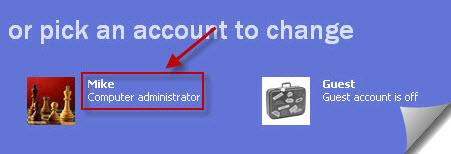 or pick an account to change
Mike
Computer administrator
Guest
Guest account is off